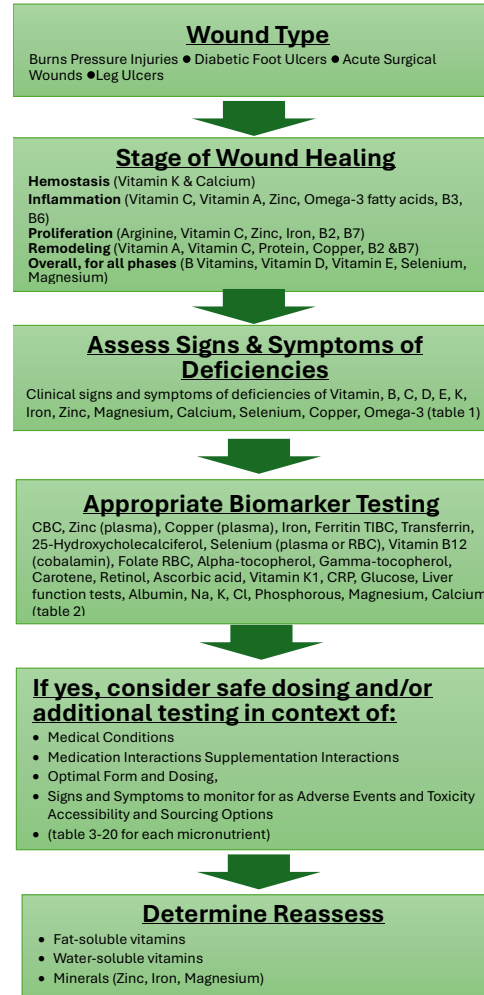 Wound Type
Burns Pressure Injuries ● Diabetic Foot Ulcers ● Acute Surgical
Wounds ●Leg Ulcers
Stage of Wound Healing
Hemostasis (Vitamin K & Calcium)
Inflammation (Vitamin C, Vitamin A, Zinc, Omega-3 fatty acids, B3,
B6)
Proliferation (Arginine, Vitamin C, Zinc, Iron, B2, B7)
Remodeling (Vitamin A, Vitamin C, Protein, Copper, B2 &B7)
Overall, for all phases (B Vitamins, Vitamin D, Vitamin E, Selenium,
Magnesium)
Assess Signs & Symptoms of
Deficiencies
Clinical signs and symptoms of deficiencies of Vitamin, B, C, D, E, K,
Iron, Zinc, Magnesium, Calcium, Selenium, Copper, Omega-3 (table 1)
Appropriate Biomarker Testing
CBC, Zinc (plasma), Copper (plasma), Iron, Ferritin TIBC, Transferrin,
25-Hydroxycholecalciferol, Selenium (plasma or RBC), Vitamin B12
(cobalamin), Folate RBC, Alpha-tocopherol, Gamma-tocopherol,
Carotene, Retinol, Ascorbic acid, Vitamin K1, CRP, Glucose, Liver
function tests, Albumin, Na, K, Cl, Phosphorous, Magnesium, Calcium
(table 2)
If yes, consider safe dosing and/or
additional testing in context of:
• Medical Conditions
• Medication Interactions Supplementation Interactions
• Optimal Form and Dosing,
• Signs and Symptoms to monitor for as Adverse Events and Toxicity
Accessibility and Sourcing Options
• (table 3-20 for each micronutrient)
Determine Reassess
• Fat-soluble vitamins
• Water-soluble vitamins
• Minerals (Zinc, Iron, Magnesium)